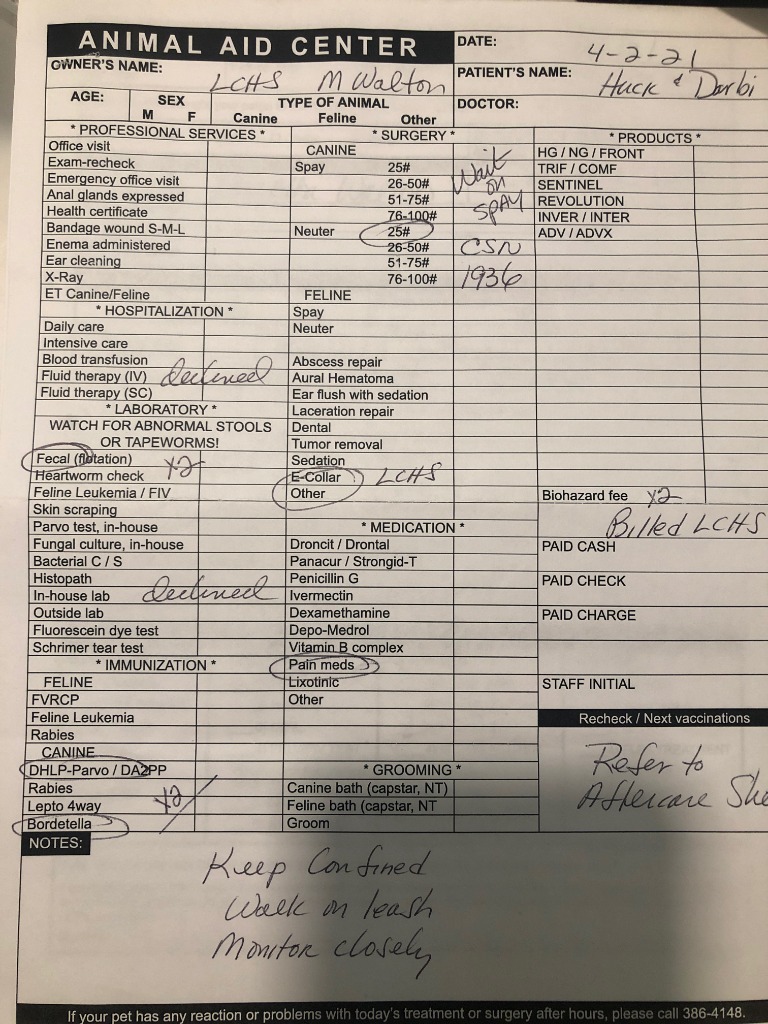 ANIMAL AID CENTER
DATE: 4-2-21
OWNER'S NAME: LCHS M Walton
PATIENT'S NAME: Huck & Darbi
AGE: SEX TYPE OF ANIMAL DOCTOR:
M F Canine Feline Other
* PROFESSIONAL SERVICES *
Office visit
Exam-recheck
Emergency office visit
Anal glands expressed
Health certificate
Bandage wound S-M-L
Enema administered
Ear cleaning
X-Ray
ET Canine/Feline
* HOSPITALIZATION *
Daily care
Intensive care
Blood transfusion
Fluid therapy (IV) declined
Fluid therapy (SC)
* LABORATORY *
WATCH FOR ABNORMAL STOOLS
OR TAPEWORMS!
Fecal (flotation) x2
Heartworm check
Feline Leukemia / FIV
Skin scraping
Parvo test, in-house
Fungal culture, in-house
Bacterial C / S
Histopath
In-house lab declined
Outside lab
Fluorescein dye test
Schrimer tear test
* IMMUNIZATION *
FELINE
FVRCP
Feline Leukemia
Rabies
CANINE
DHLP-Parvo / DA2PP
Rabies
Lepto 4way x2
Bordetella
* SURGERY *
CANINE
Spay 25#
26-50#
51-75#
76-100#
Wait
on
SPAY
Neuter 25#
26-50#
51-75#
76-100#
CSN
1936
FELINE
Spay
Neuter
Abscess repair
Aural Hematoma
Ear flush with sedation
Laceration repair
Dental
Tumor removal
Sedation
E-Collar LCHS
Other
* MEDICATION *
Droncit / Drontal
Panacur / Strongid-T
Penicillin G
Ivermectin
Dexamethamine
Depo-Medrol
Vitamin B complex
Pain meds
Lixotinic
Other
* GROOMING *
Canine bath (capstar, NT)
Feline bath (capstar, NT
Groom
* PRODUCTS *
HG / NG / FRONT
TRIF / COMF
SENTINEL
REVOLUTION
INVER / INTER
ADV / ADVX
Biohazard fee x2
Billed LCHS
PAID CASH
PAID CHECK
PAID CHARGE
STAFF INITIAL
Recheck / Next vaccinations
Refer to
Aftercare She
NOTES:
Keep Confined
Walk on leash
Monitor closely
If your pet has any reaction or problems with today's treatment or surgery after hours, please call 386-4148.